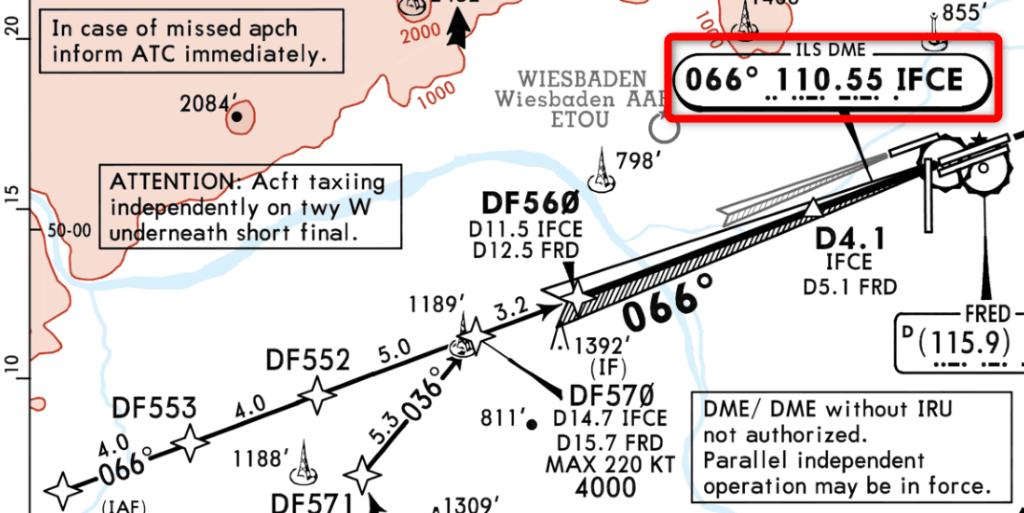 20
In case of missed apch
inform ATC immediately.
2000
1000
2084'
1000
855'
ILS DME
066° 110.55 IFCE
WIESBADEN
ETOU
798'
ATTENTION: Acft taxiing
independently on twy W
underneath short final.
15
50-00
DF56Ø
D11.5 IFCE
D12.5 FRD
D4.1
IFCE
D5.1 FRD
066°
1189'
3.2
1392'
(IF)
FRED
D (115.9)
DF552
5.0
10
DF57Ø
D14.7 IFCE
D15.7 FRD
MAX 220 KT
4000
811'
036°
5.3
DF553
4.0
4.0
066°
(IAF)
1188'
DF571
1309'
DME/ DME without IRU
not authorized.
Parallel independent
operation may be in force.